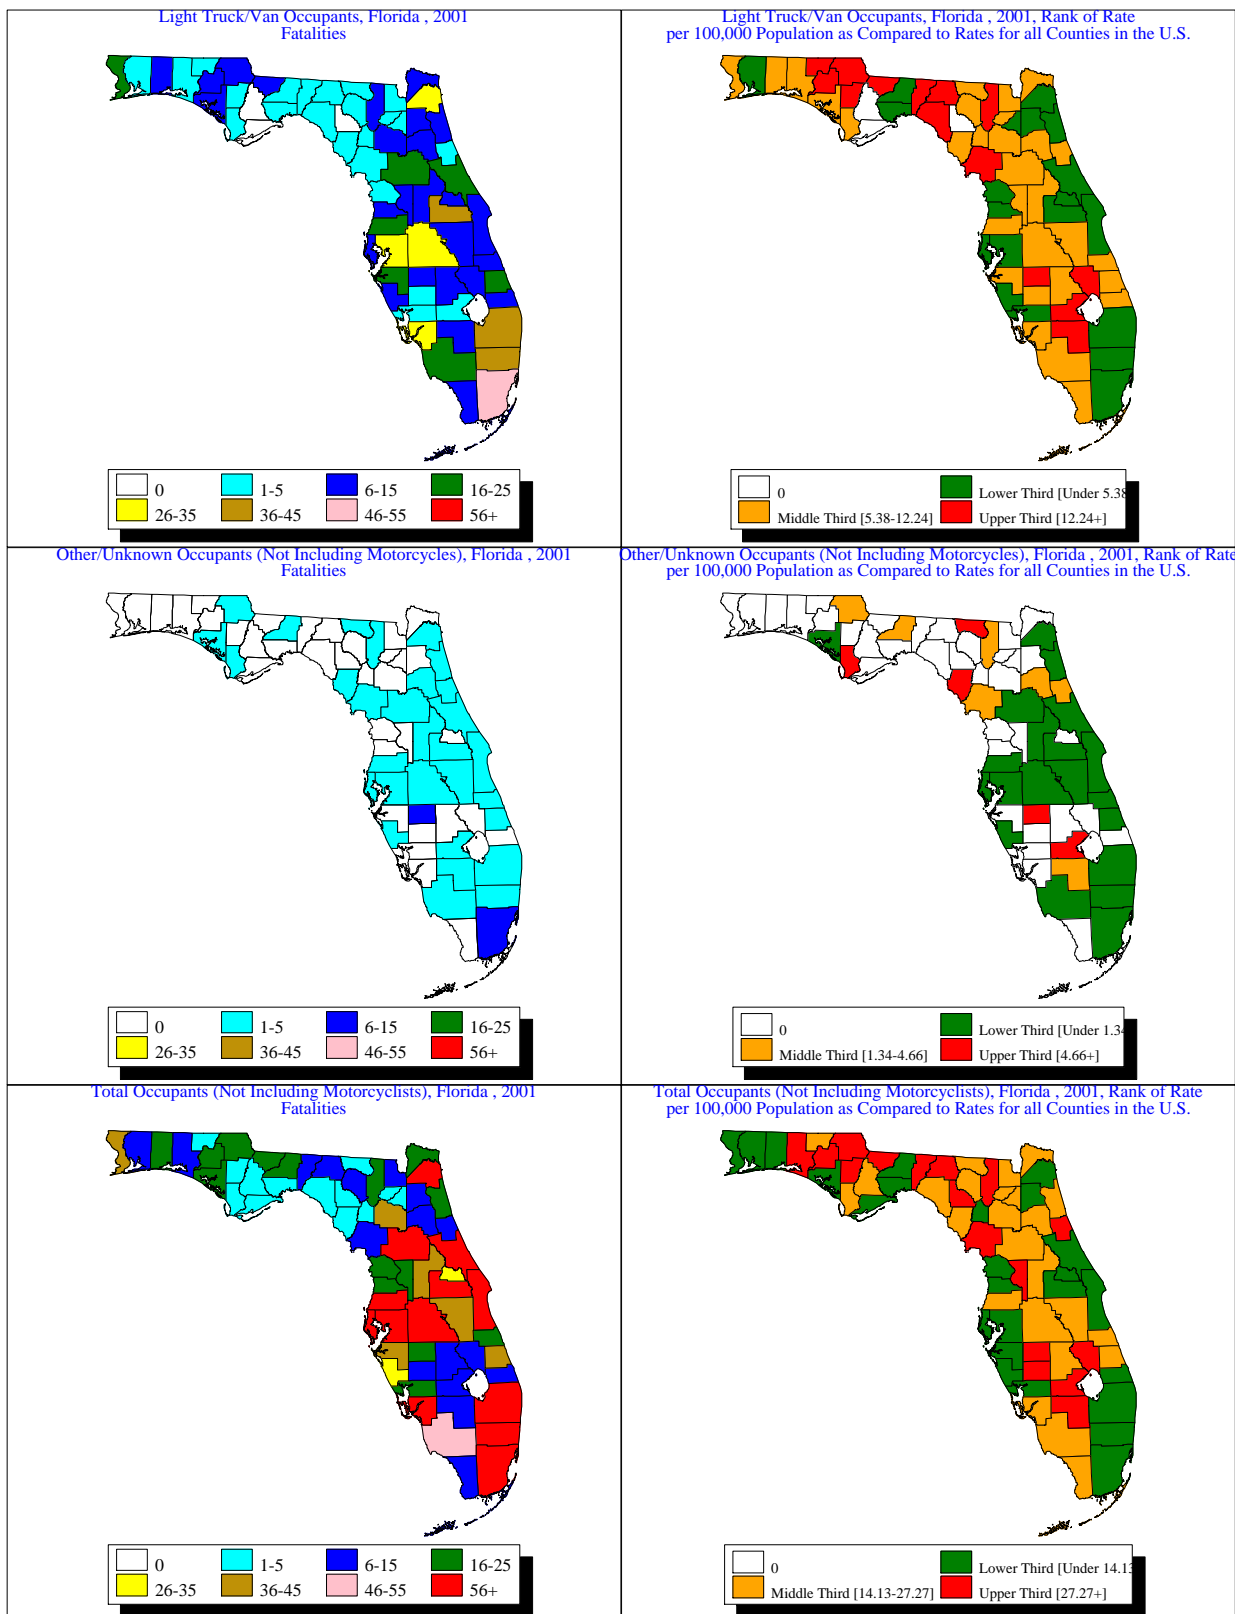 Light Truck/Van Occupants, Florida , 2001
Fatalities
0
1-5
6-15
16-25
26-35
36-45
46-55
56+
Light Truck/Van Occupants, Florida , 2001, Rank of Rate
per 100,000 Population as Compared to Rates for all Counties in the U.S.
0
Lower Third [Under 5.38
Middle Third [5.38-12.24]
Upper Third [12.24+]
Other/Unknown Occupants (Not Including Motorcycles), Florida , 2001
Fatalities
0
1-5
6-15
16-25
26-35
36-45
46-55
56+
Other/Unknown Occupants (Not Including Motorcycles), Florida , 2001, Rank of Rate
per 100,000 Population as Compared to Rates for all Counties in the U.S.
0
Lower Third [Under 1.34
Middle Third [1.34-4.66]
Upper Third [4.66+]
Total Occupants (Not Including Motorcyclists), Florida , 2001
Fatalities
0
1-5
6-15
16-25
26-35
36-45
46-55
56+
Total Occupants (Not Including Motorcyclists), Florida , 2001, Rank of Rate
per 100,000 Population as Compared to Rates for all Counties in the U.S.
0
Lower Third [Under 14.13
Middle Third [14.13-27.27]
Upper Third [27.27+]